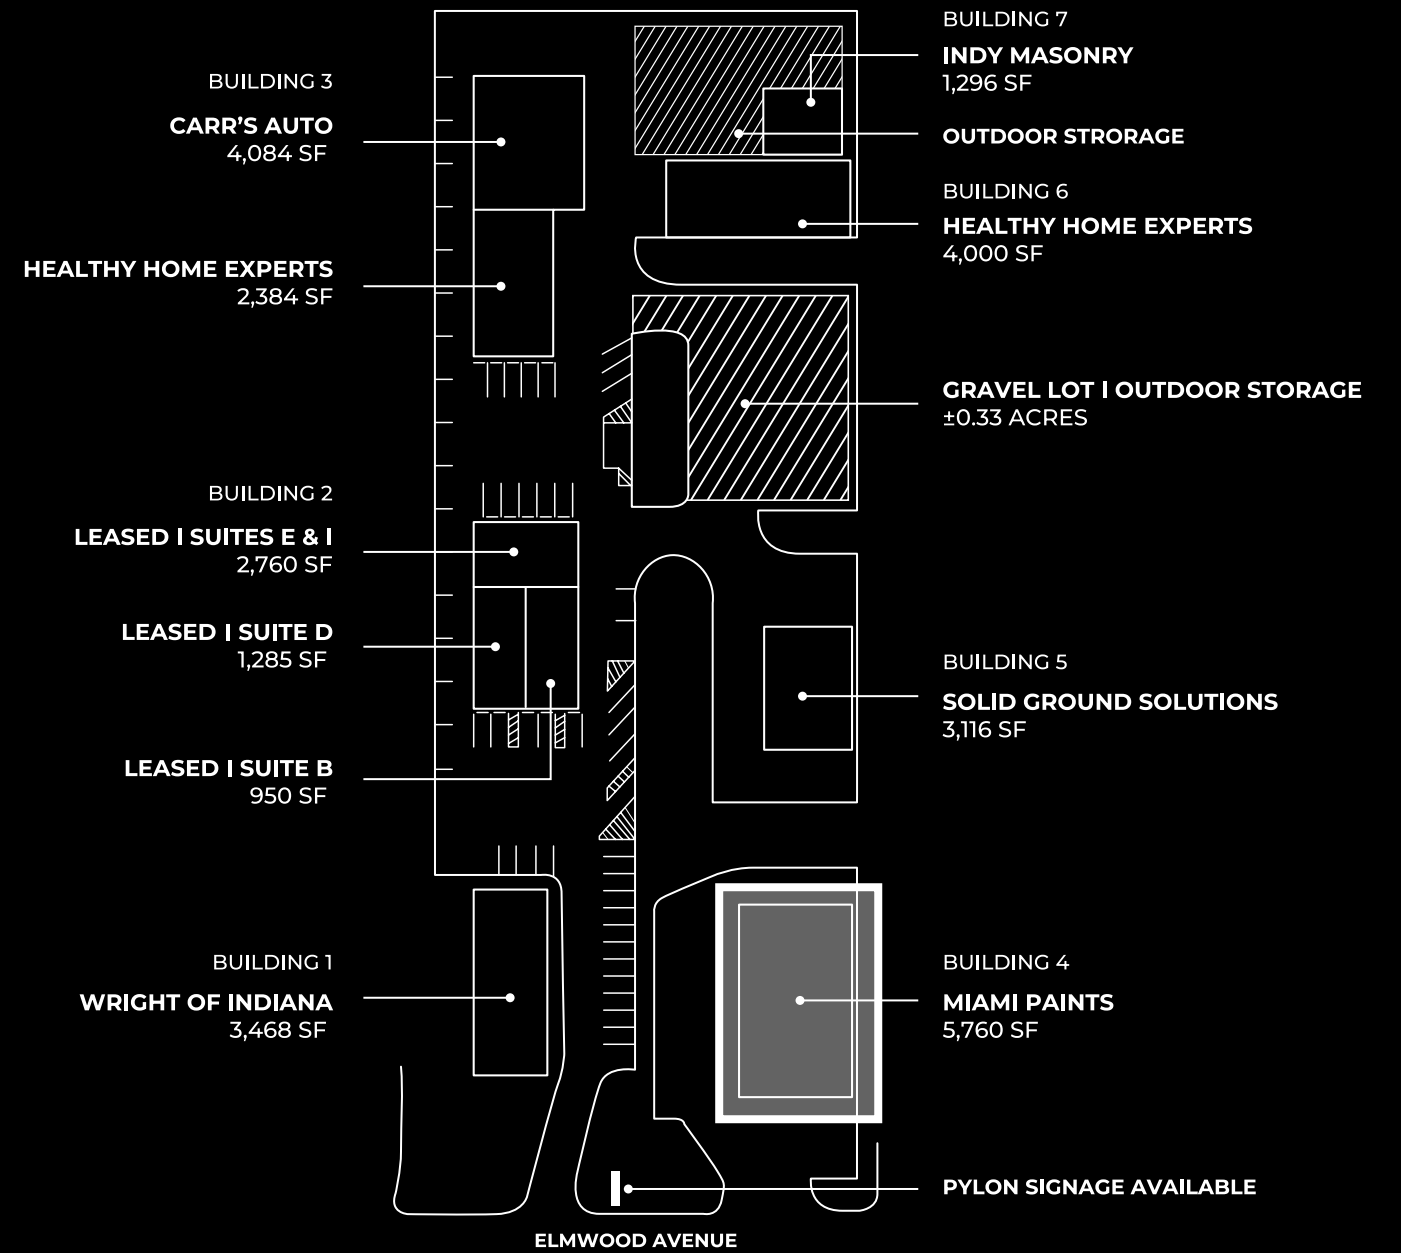 BUILDING 3
CARR'S AUTO
4,084 SF
HEALTHY HOME EXPERTS
2,384 SF
BUILDING 2
LEASED | SUITES E & I
2,760 SF
LEASED | SUITE D
1,285 SF
LEASED | SUITE B
950 SF
BUILDING 1
WRIGHT OF INDIANA
3,468 SF
BUILDING 7
INDY MASONRY
1,296 SF
OUTDOOR STRORAGE
BUILDING 6
HEALTHY HOME EXPERTS
4,000 SF
GRAVEL LOT | OUTDOOR STORAGE
±0.33 ACRES
BUILDING 5
SOLID GROUND SOLUTIONS
3,116 SF
BUILDING 4
MIAMI PAINTS
5,760 SF
PYLON SIGNAGE AVAILABLE
ELMWOOD AVENUE